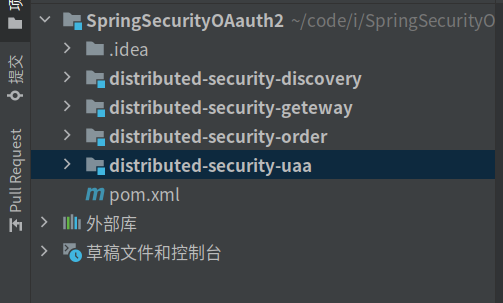 项
提交
Pull Request
SpringSecurityOAauth2 ~/code/i/SpringSecurityO
.idea
distributed-security-discovery
distributed-security-geteway
distributed-security-order
distributed-security-uaa
pom.xml
外部库
草稿文件和控制台